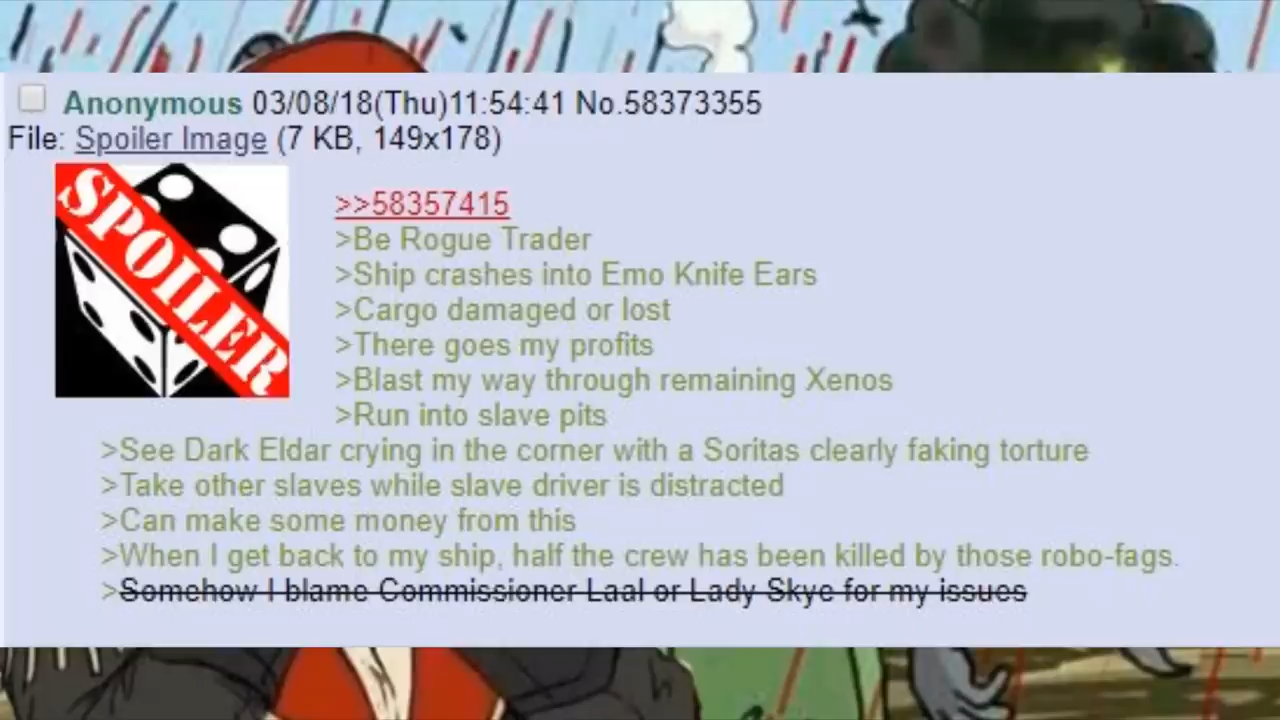 Anonymous 03/08/18(Thu)11:54:41 No.58373355
File: Spoiler Image (7 KB, 149x178)
SPOILER
>>58357415
>Be Rogue Trader
>Ship crashes into Emo Knife Ears
>Cargo damaged or lost
>There goes my profits
>Blast my way through remaining Xenos
>Run into slave pits
>See Dark Eldar crying in the corner with a Soritas clearly faking torture
>Take other slaves while slave driver is distracted
>Can make some money from this
>When I get back to my ship, half the crew has been killed by those robo-fags.
>Somehow I blame Commissioner Laal or Lady Skye for my issues